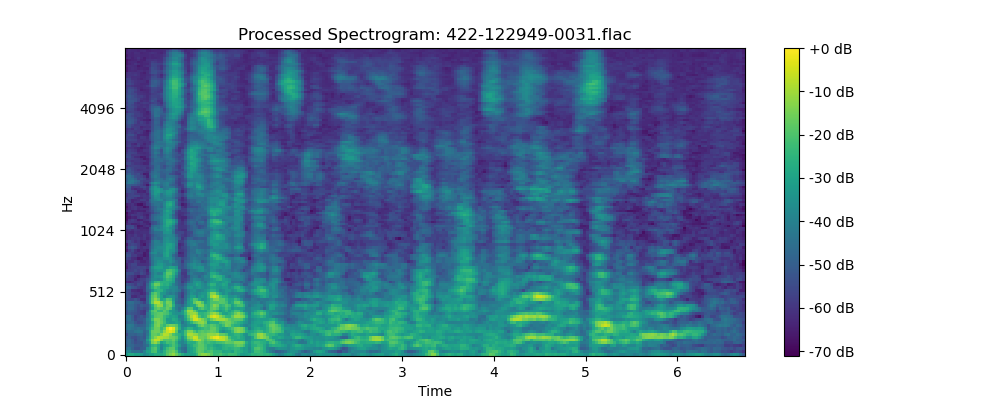 Processed Spectrogram: 422-122949-0031.flac
Hz
4096
2048
1024
512
0
0 1 2 3 4 5 6
Time
+0 dB
-10 dB
-20 dB
-30 dB
-40 dB
-50 dB
-60 dB
-70 dB